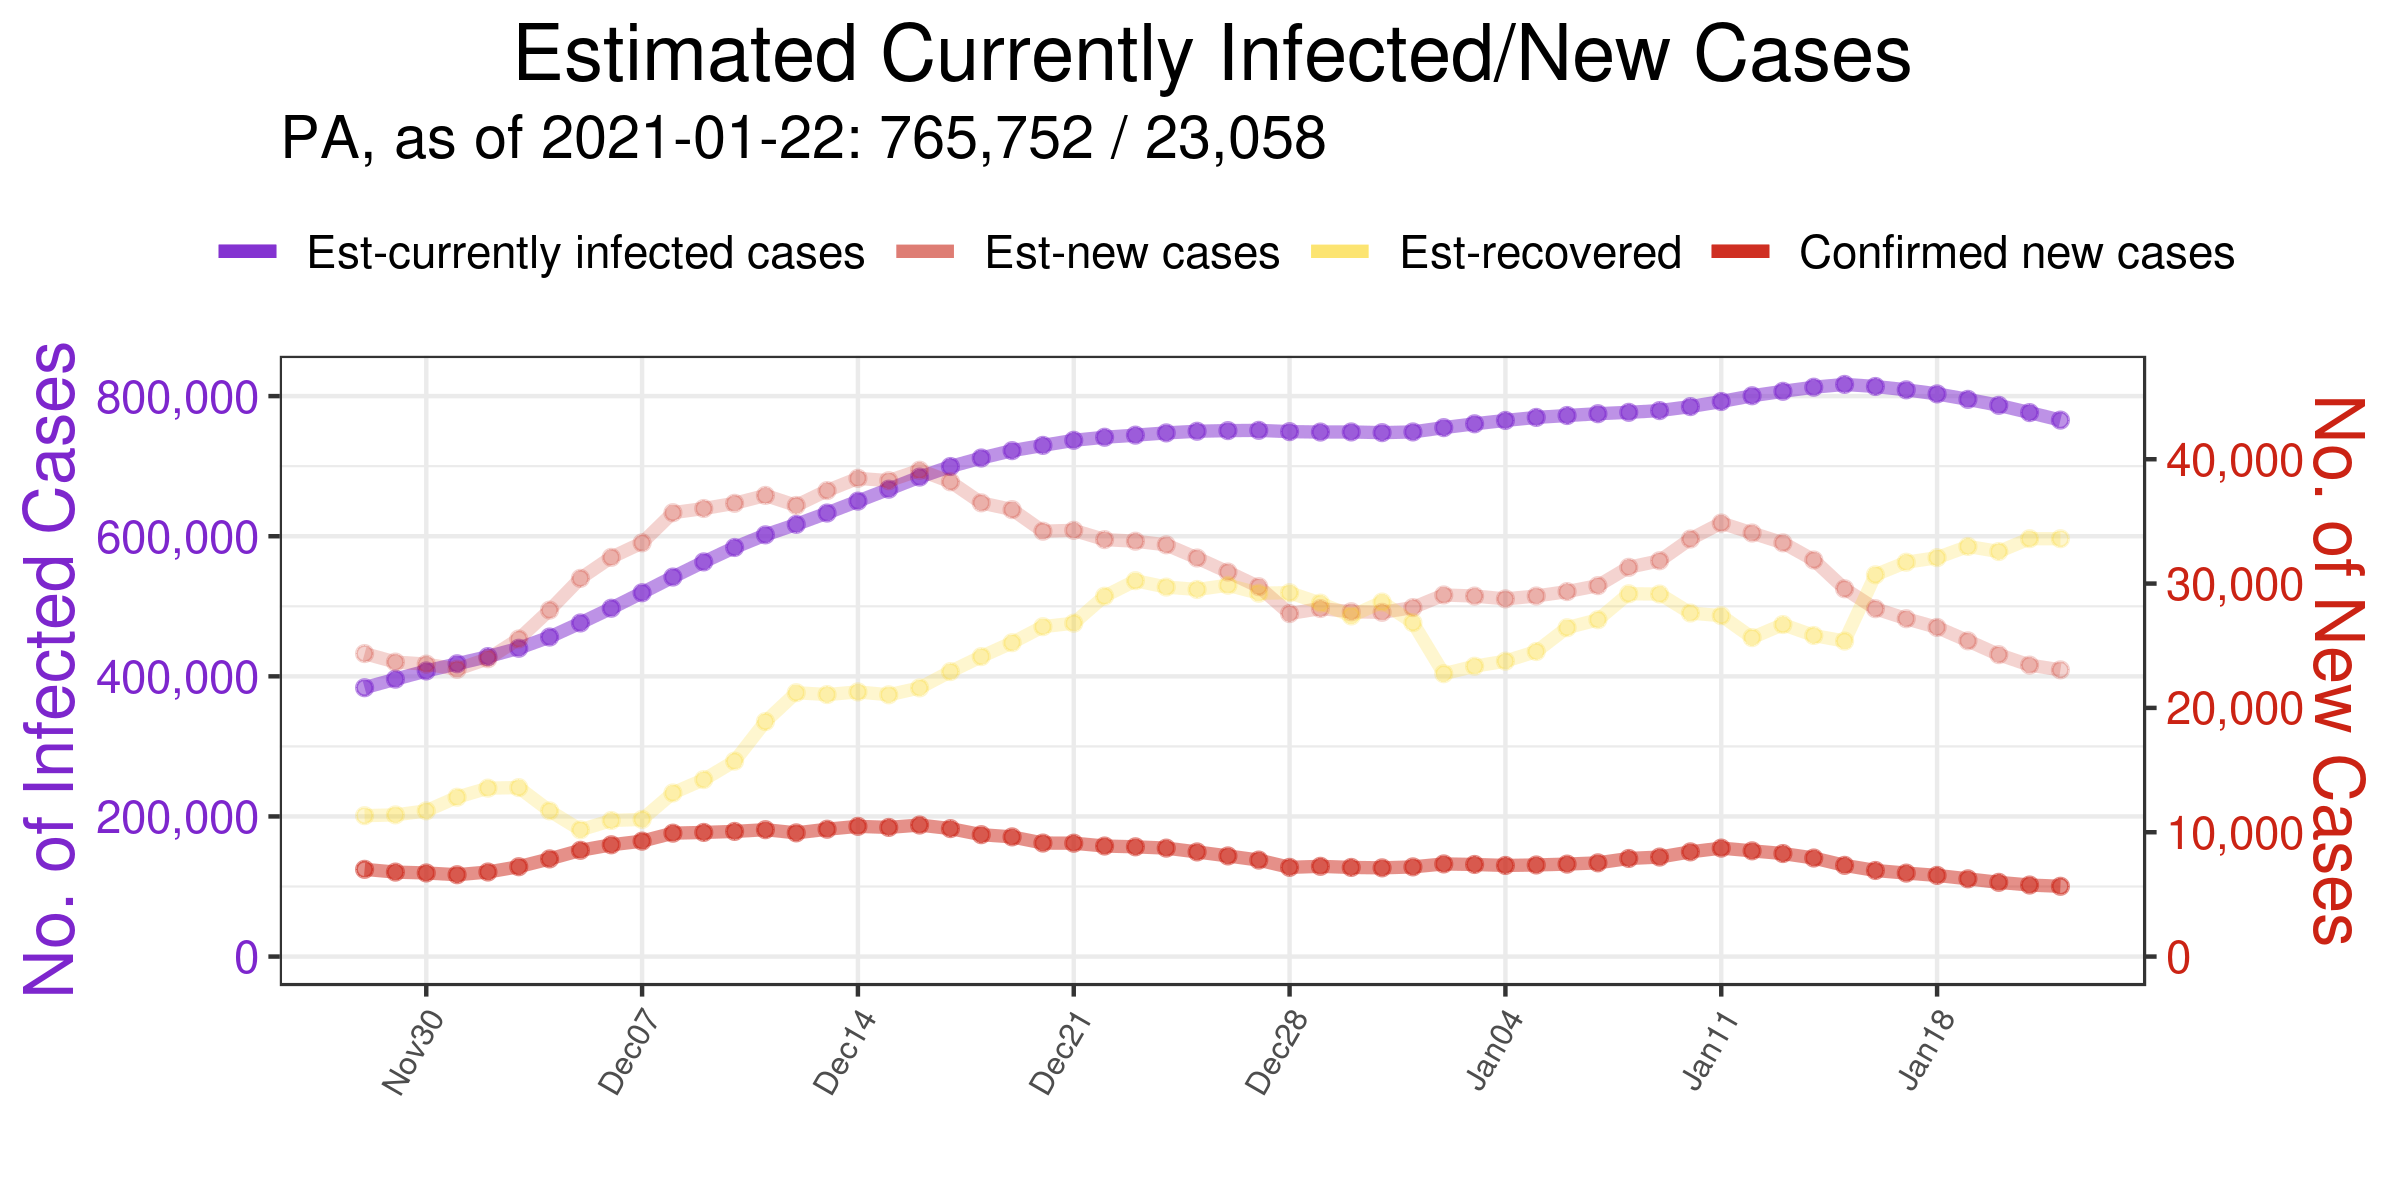 Estimated Currently Infected/New Cases
PA, as of 2021-01-22: 765,752 / 23,058
Est-currently infected cases Est-new cases Est-recovered Confirmed new cases
No. of Infected Cases
800,000
600,000
400,000
200,000
0
40,000
30,000
20,000
10,000
0
No. of New Cases
Nov30 Dec07 Dec14 Dec21 Dec28 Jan04 Jan11 Jan18